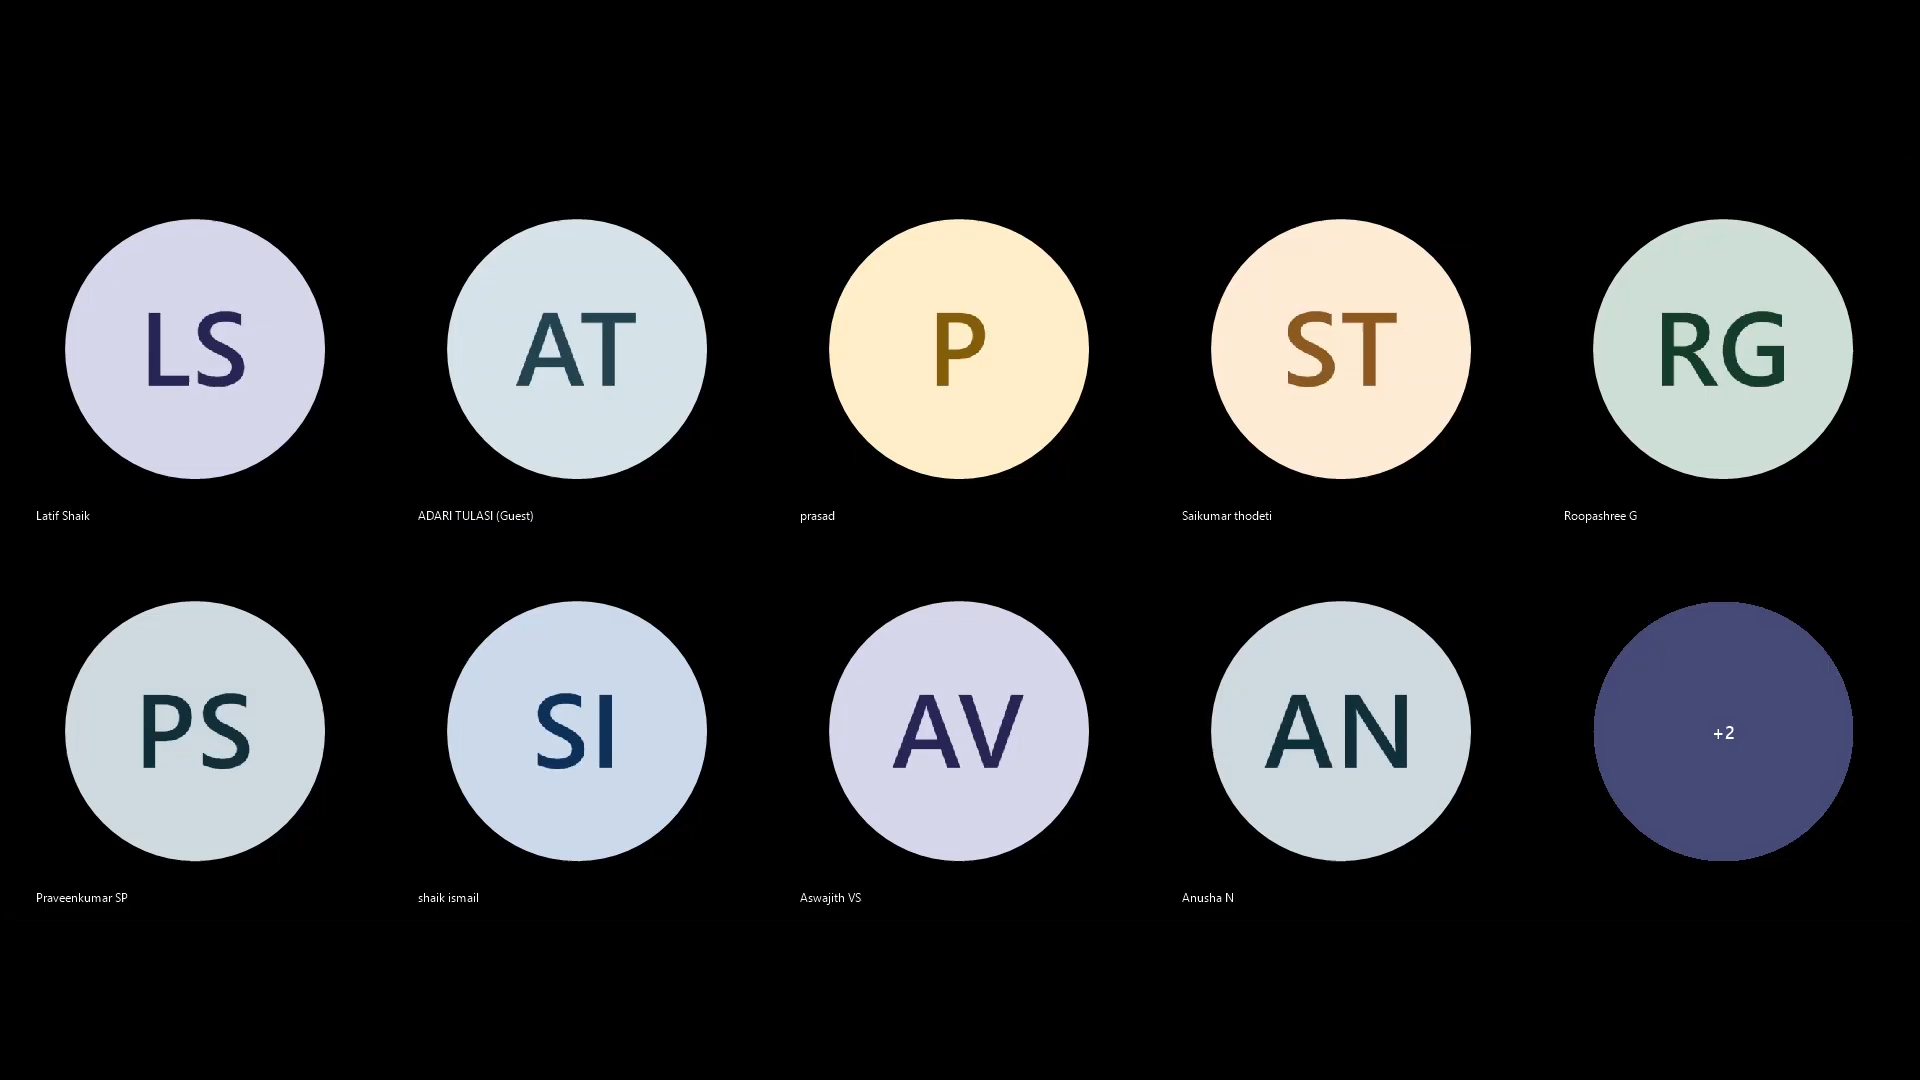 LS
AT
P
ST
RG
Latif Shaik
ADARI TULASI (Guest)
prasad
Saikumar thodeti
Roopashree G
PS
SI
AV
AN
+2
Praveenkumar SP
shaik ismail
Aswajith VS
Anusha N